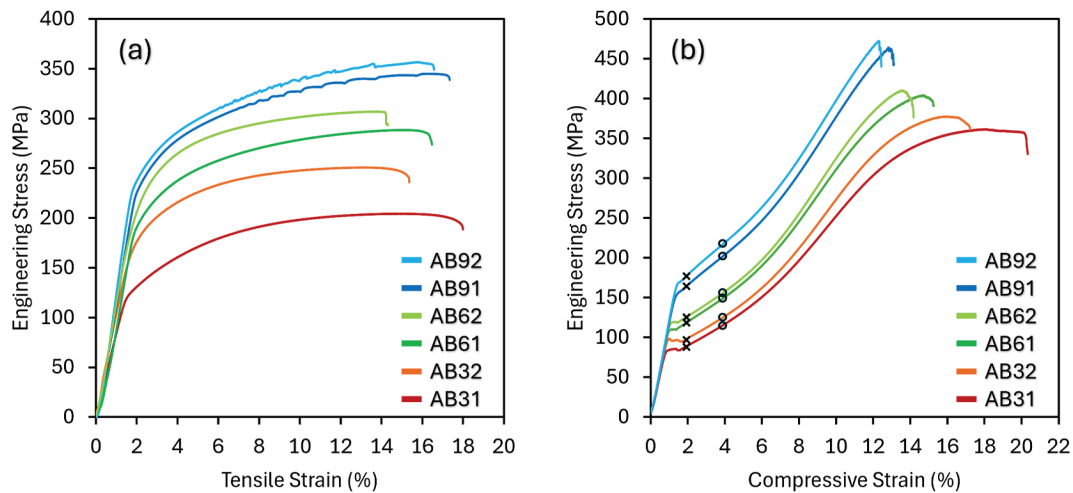 (a)
Engineering Stress (MPa)
400
350
300
250
200
150
100
50
0
0 2 4 6 8 10 12 14 16 18 20
Tensile Strain (%)
AB92
AB91
AB62
AB61
AB32
AB31
(b)
Engineering Stress (MPa)
500
450
400
350
300
250
200
150
100
50
0
0 2 4 6 8 10 12 14 16 18 20 22
Compressive Strain (%)
AB92
AB91
AB62
AB61
AB32
AB31